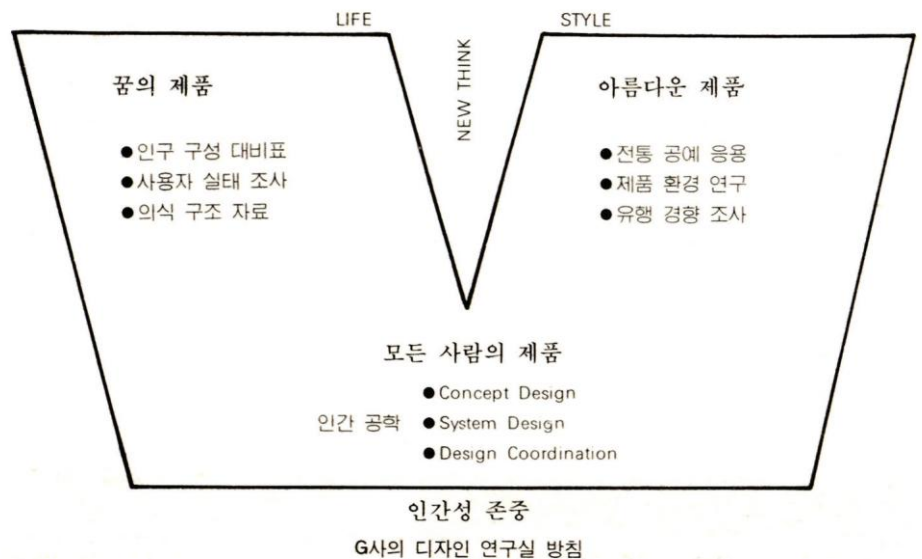 LIFE
STYLE
NEW THINK
꿈의 제품
● 인구 구성 대비표
● 사용자 실태 조사
● 의식 구조 자료
아름다운 제품
● 전통 공예 응용
● 제품 환경 연구
● 유행 경향 조사
모든 사람의 제품
● Concept Design
인간 공학 ● System Design
● Design Coordination
인간성 존중
G사의 디자인 연구실 방침